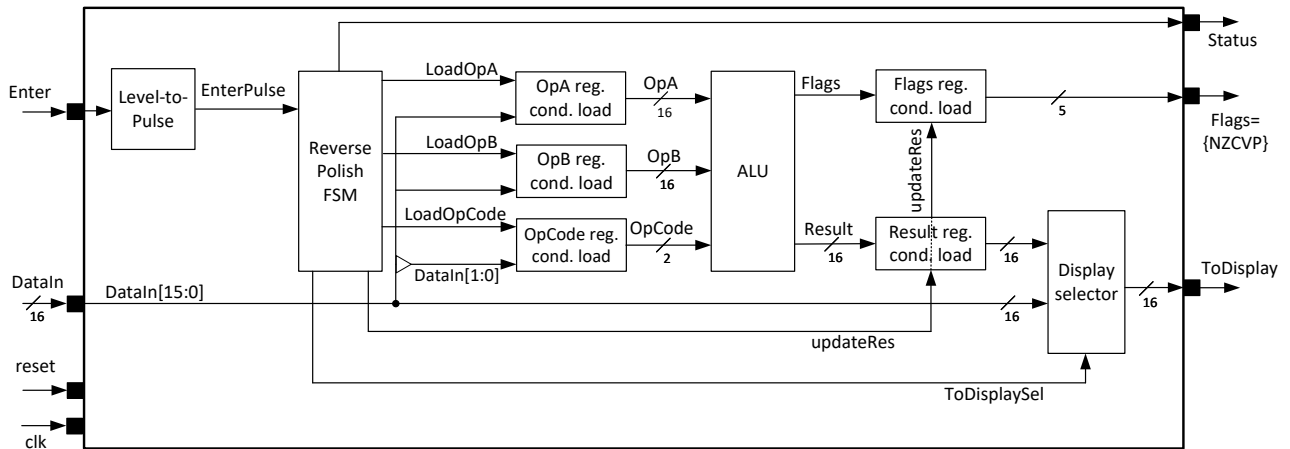 Status
Enter
Level-to-
Pulse
EnterPulse
Reverse
Polish
FSM
LoadOpA
OpA reg.
cond. load
OpA
16
LoadOpB
OpB reg.
cond. load
OpB
16
LoadOpCode
OpCode reg.
cond. load
OpCode
2
DataIn[1:0]
ALU
Flags
Flags reg.
cond. load
5
Flags=
{NZCVP}
updateRes
Result
16
Result reg.
cond. load
16
Display
selector
16
ToDisplay
DataIn
16
DataIn[15:0]
16
updateRes
ToDisplaySel
reset
clk